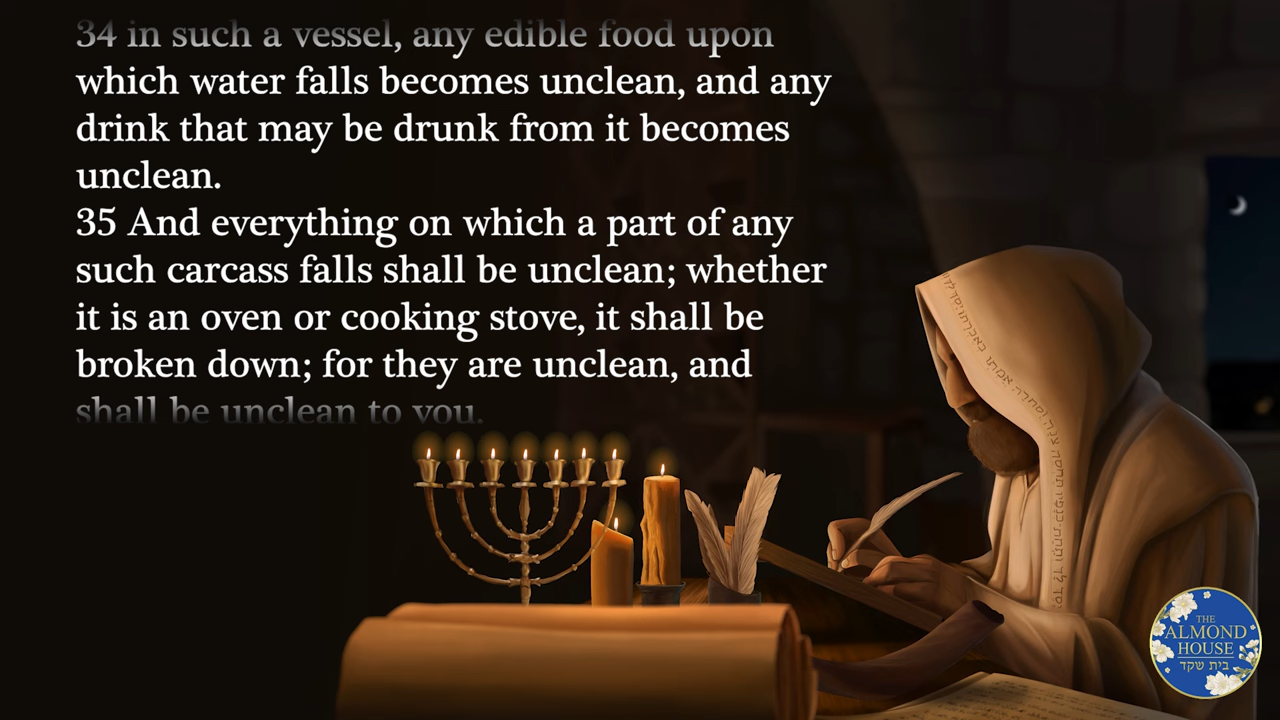 34 in such a vessel, any edible food upon
which water falls becomes unclean, and any
drink that may be drunk from it becomes
unclean.
35 And everything on which a part of any
such carcass falls shall be unclean; whether
it is an oven or cooking stove, it shall be
broken down; for they are unclean, and
shall be unclean to you.
THE
ALMOND
HOUSE
בית שקד